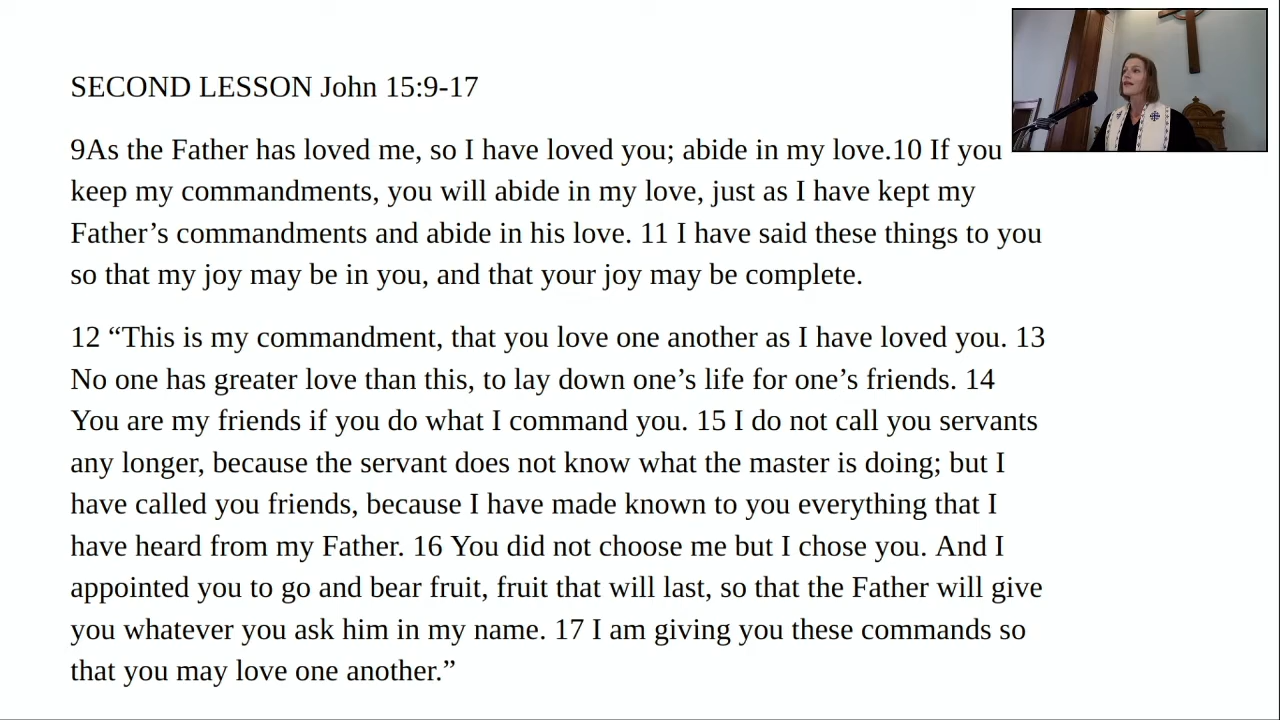 SECOND LESSON John 15:9-17
9As the Father has loved me, so I have loved you; abide in my love.10 If you
keep my commandments, you will abide in my love, just as I have kept my
Father’s commandments and abide in his love. 11 I have said these things to you
so that my joy may be in you, and that your joy may be complete.
12 “This is my commandment, that you love one another as I have loved you. 13
No one has greater love than this, to lay down one’s life for one’s friends. 14
You are my friends if you do what I command you. 15 I do not call you servants
any longer, because the servant does not know what the master is doing; but I
have called you friends, because I have made known to you everything that I
have heard from my Father. 16 You did not choose me but I chose you. And I
appointed you to go and bear fruit, fruit that will last, so that the Father will give
you whatever you ask him in my name. 17 I am giving you these commands so
that you may love one another.”